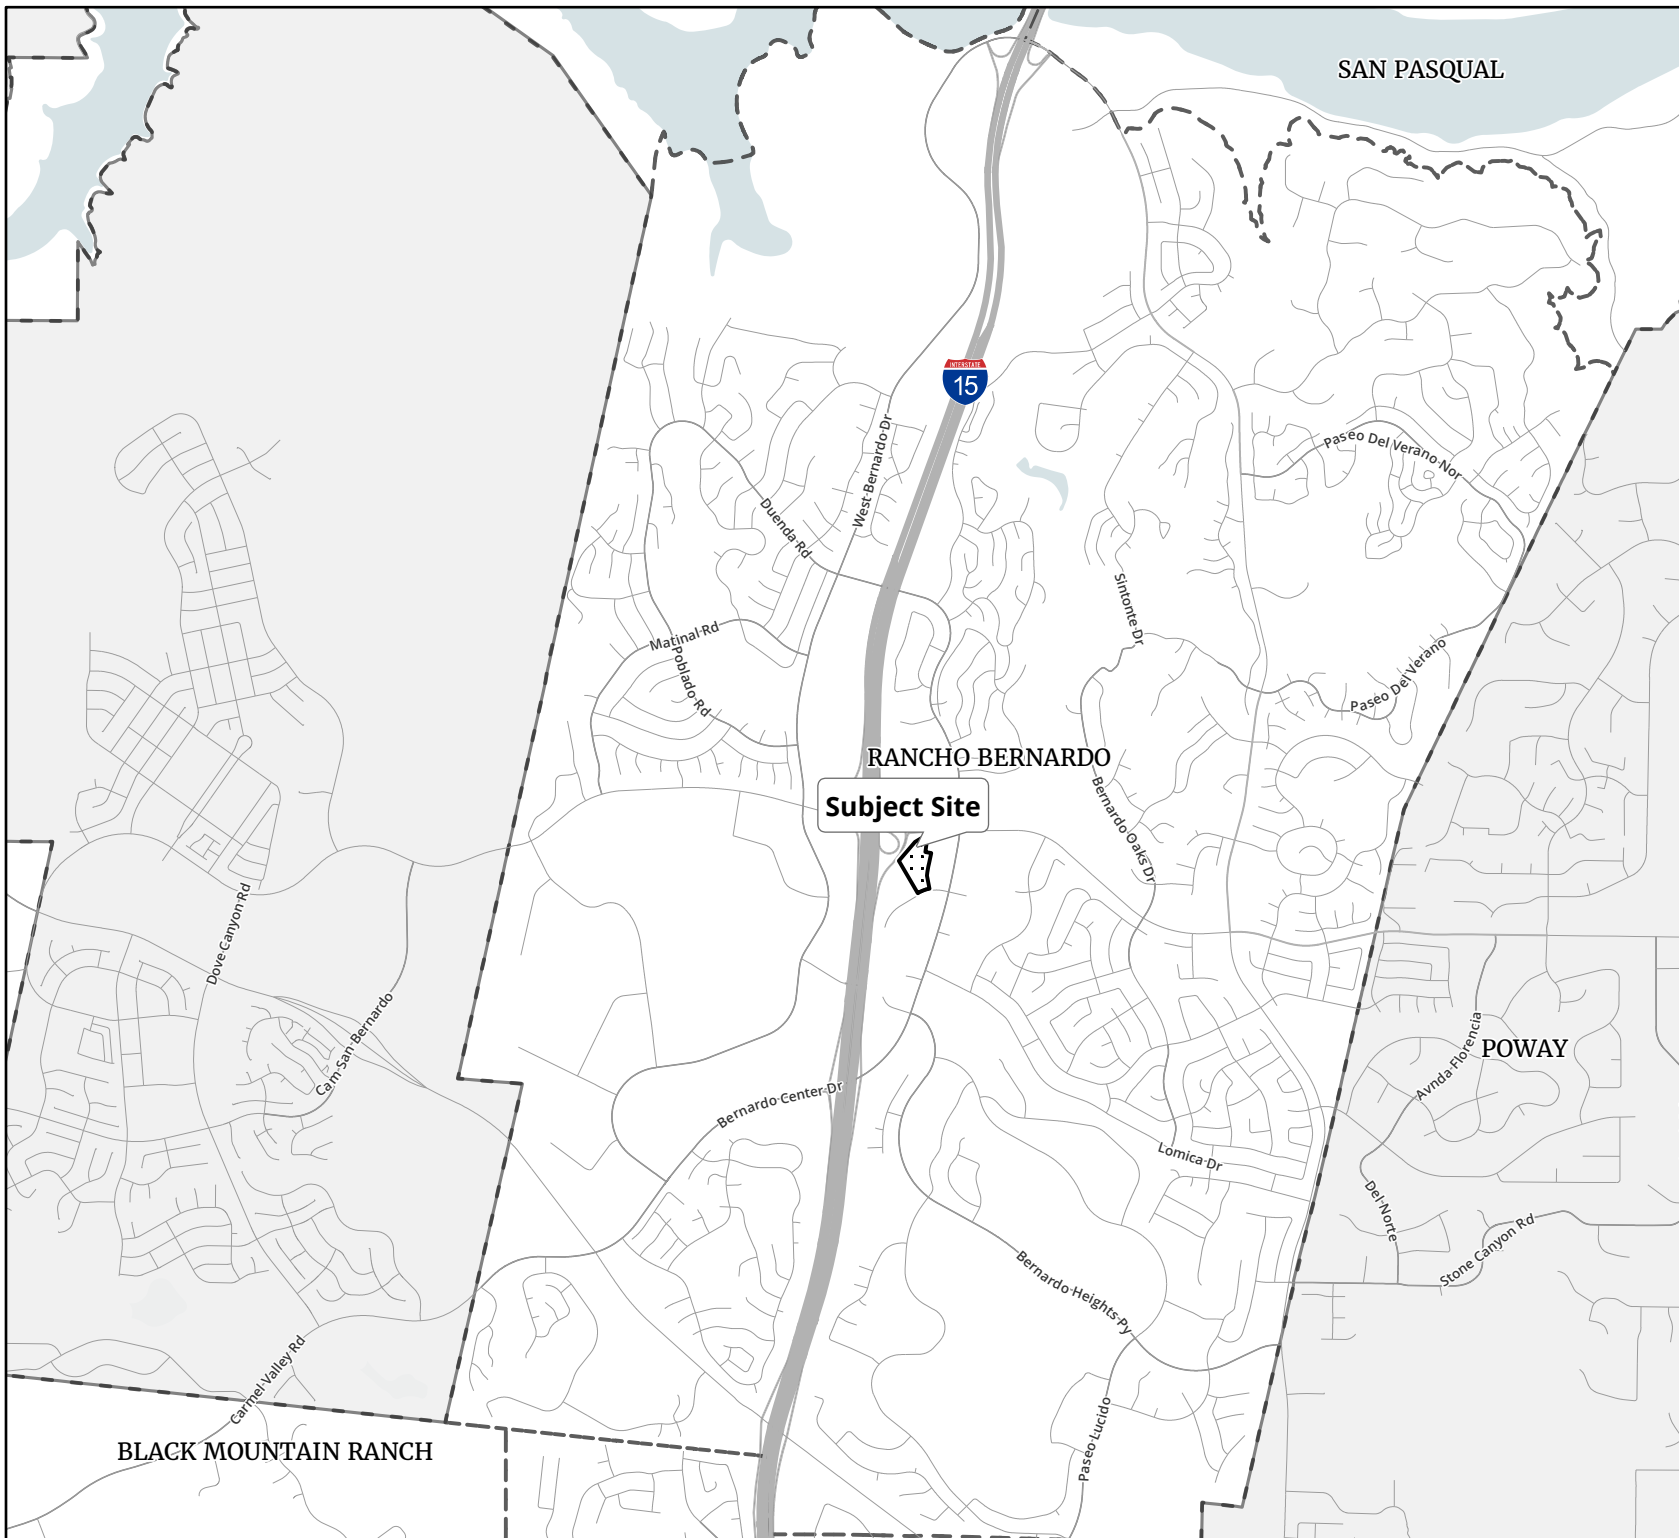 SAN PASQUAL
INTERSTATE
15
West Bernardo Dr
Paseo Del Verano Nor
Duenda Rd
Sintonte Dr
Matinal Rd
Poblado Rd
Paseo Del Verano
RANCHO BERNARDO
Subject Site
Bernardo Oaks Dr
Dove Canyon Rd
Cam San Bernardo
Avnda Florencia
POWAY
Bernardo Center Dr
Lomica Dr
Del Norte
Stone Canyon Rd
Bernardo Heights Py
Carmel Valley Rd
Paseo Lucido
BLACK MOUNTAIN RANCH